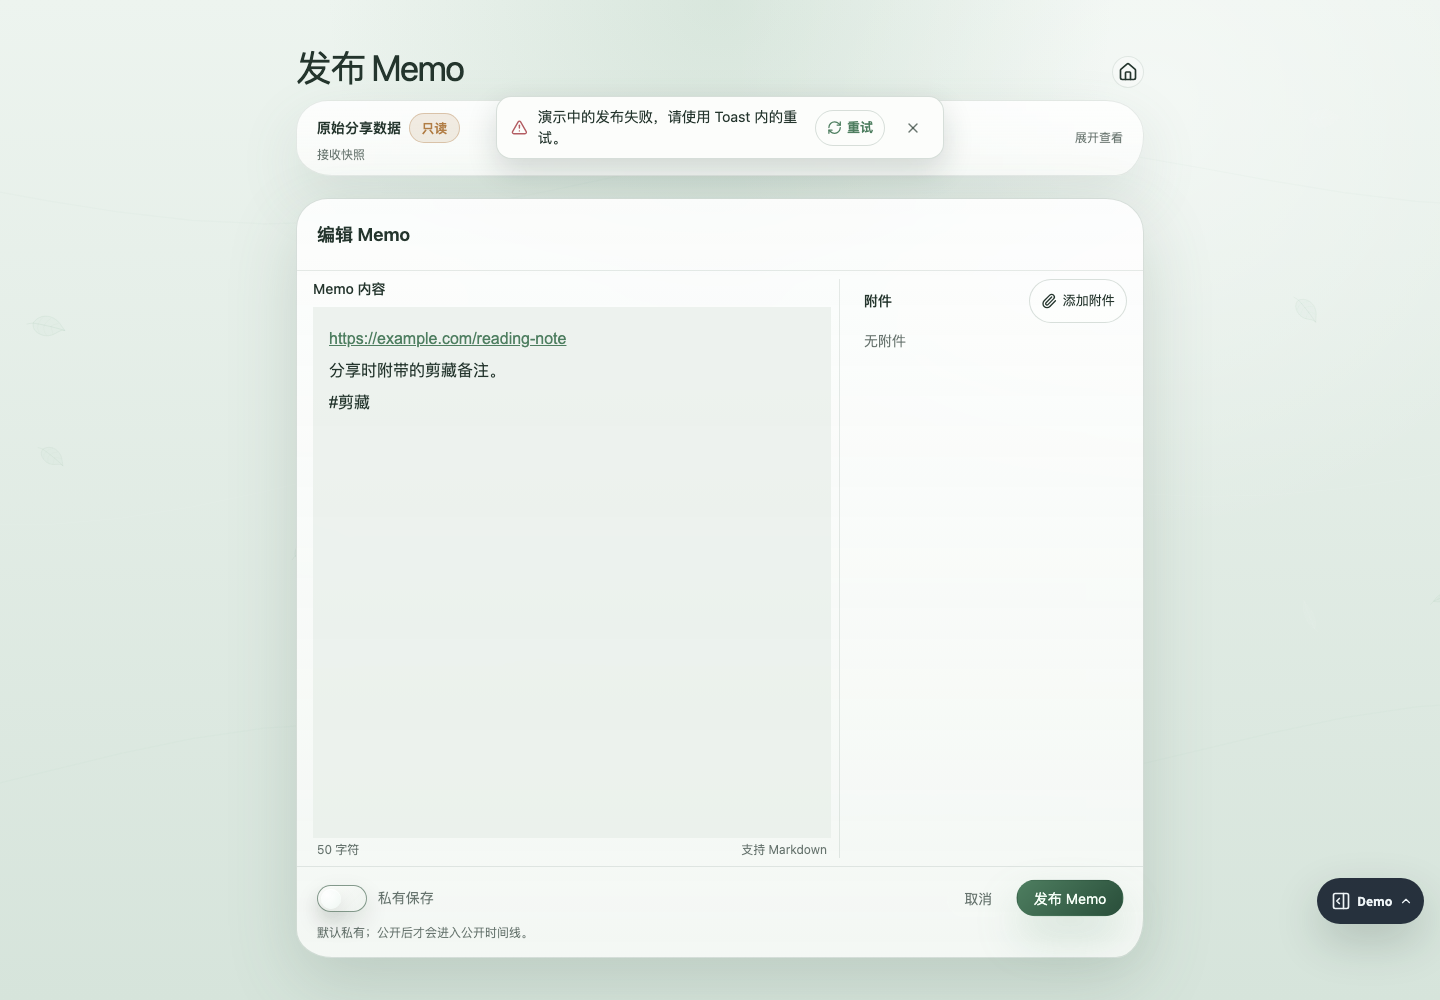 发布 Memo
原始分享数据 只读
接收快照
展开查看
演示中的发布失败，请使用 Toast 内的重
试。
重试
编辑 Memo
Memo 内容
https://example.com/reading-note
分享时附带的剪藏备注。
#剪藏
50 字符
支持 Markdown
附件
添加附件
无附件
私有保存
默认私有；公开后才会进入公开时间线。
取消
发布 Memo
Demo